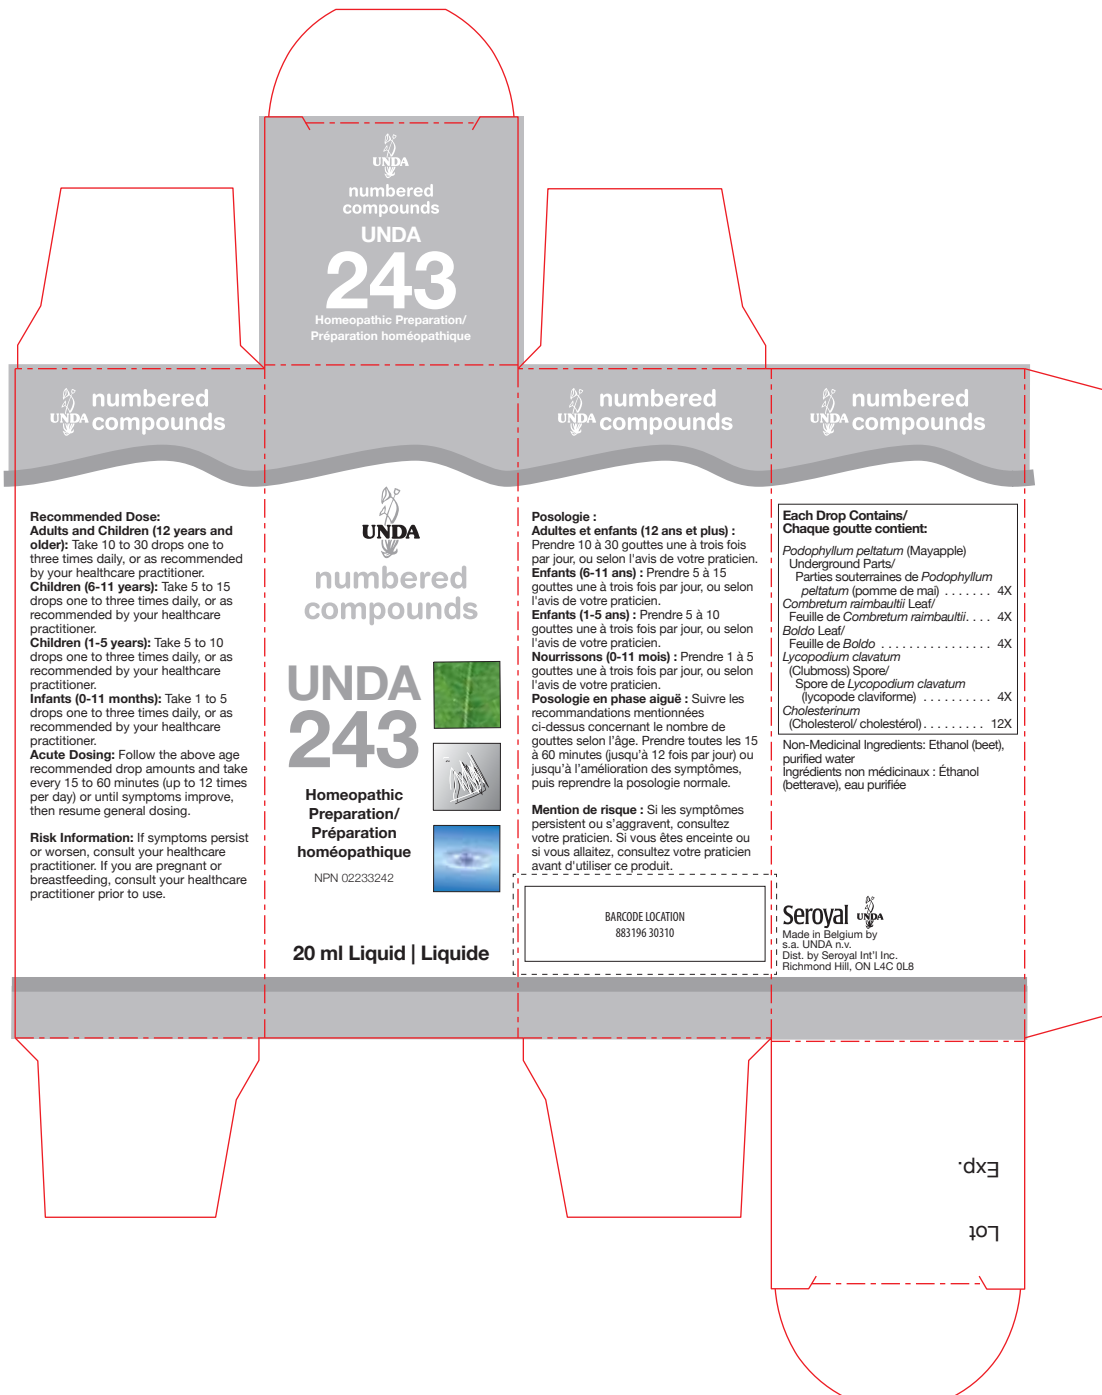 UNDA
numbered
compounds
UNDA
243
Homeopathic Preparation/
Préparation homéopathique
UNDA
numbered
compounds
Recommended Dose:
Adults and Children (12 years and
older): Take 10 to 30 drops one to
three times daily, or as recommended
by your healthcare practitioner.
Children (6-11 years): Take 5 to 15
drops one to three times daily, or as
recommended by your healthcare
practitioner.
Children (1-5 years): Take 5 to 10
drops one to three times daily, or as
recommended by your healthcare
practitioner.
Infants (0-11 months): Take 1 to 5
drops one to three times daily, or as
recommended by your healthcare
practitioner.
Acute Dosing: Follow the above age
recommended drop amounts and take
every 15 to 60 minutes (up to 12 times
per day) or until symptoms improve,
then resume general dosing.
Risk Information: If symptoms persist
or worsen, consult your healthcare
practitioner. If you are pregnant or
breastfeeding, consult your healthcare
practitioner prior to use.
UNDA
numbered
compounds
UNDA
243
Homeopathic
Preparation/
Préparation
homéopathique
NPN 02233242
20 ml Liquid | Liquide
UNDA
numbered
compounds
Posologie :
Adultes et enfants (12 ans et plus) :
Prendre 10 à 30 gouttes une à trois fois
par jour, ou selon l'avis de votre praticien.
Enfants (6-11 ans) : Prendre 5 à 15
gouttes une à trois fois par jour, ou selon
l'avis de votre praticien.
Enfants (1-5 ans) : Prendre 5 à 10
gouttes une à trois fois par jour, ou selon
l'avis de votre praticien.
Nourrissons (0-11 mois) : Prendre 1 à 5
gouttes une à trois fois par jour, ou selon
l'avis de votre praticien.
Posologie en phase aiguë : Suivre les
recommandations mentionnées
ci-dessus concernant le nombre de
gouttes selon l’âge. Prendre toutes les 15
à 60 minutes (jusqu’à 12 fois par jour) ou
jusqu’à l’amélioration des symptômes,
puis reprendre la posologie normale.
Mention de risque : Si les symptômes
persistent ou s’aggravent, consultez
votre praticien. Si vous êtes enceinte ou
si vous allaitez, consultez votre praticien
avant d'utiliser ce produit.
BARCODE LOCATION
883196 30310
UNDA
numbered
compounds
Each Drop Contains/
Chaque goutte contient:
Podophyllum peltatum (Mayapple)
Underground Parts/
Parties souterraines de Podophyllum
peltatum (pomme de mai) . . . . . . . 4X
Combretum raimbaultii Leaf/
Feuille de Combretum raimbaultii. . . . 4X
Boldo Leaf/
Feuille de Boldo . . . . . . . . . . . . . . . . 4X
Lycopodium clavatum
(Clubmoss) Spore/
Spore de Lycopodium clavatum
(lycopode claviforme) . . . . . . . . . . 4X
Cholesterinum
(Cholesterol/ cholestérol) . . . . . . . . . 12X
Non-Medicinal Ingredients: Ethanol (beet),
purified water
Ingrédients non médicinaux : Éthanol
(betterave), eau purifiée
Seroyal UNDA
Made in Belgium by
s.a. UNDA n.v.
Dist. by Seroyal Int'l Inc.
Richmond Hill, ON L4C 0L8
Exp.
Lot